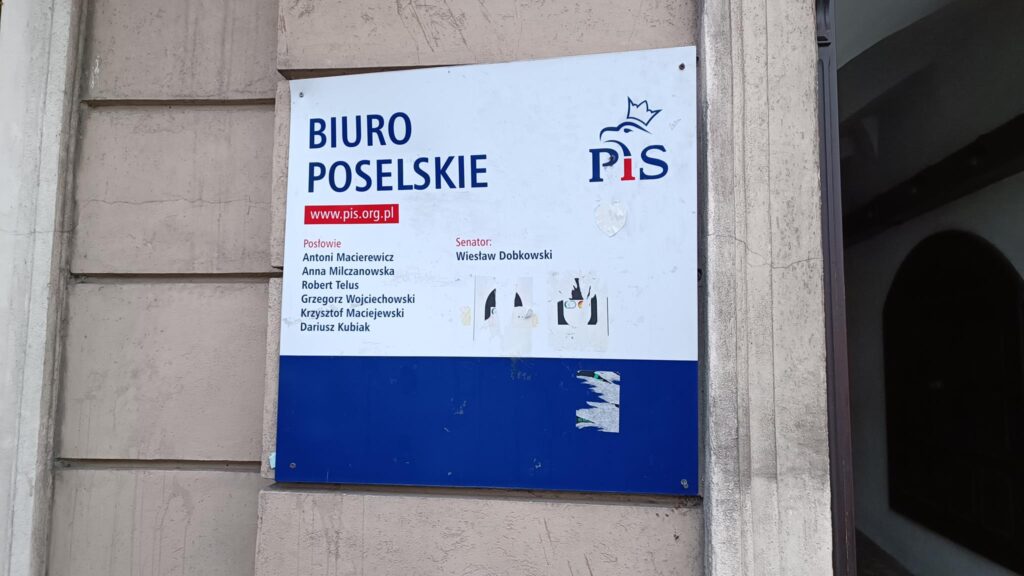 BIURO
POSELSKIE
PiS
www.pis.org.pl
Posłowie
Antoni Macierewicz
Anna Milczanowska
Robert Telus
Grzegorz Wojciechowski
Krzysztof Maciejewski
Dariusz Kubiak
Senator:
Wiesław Dobkowski